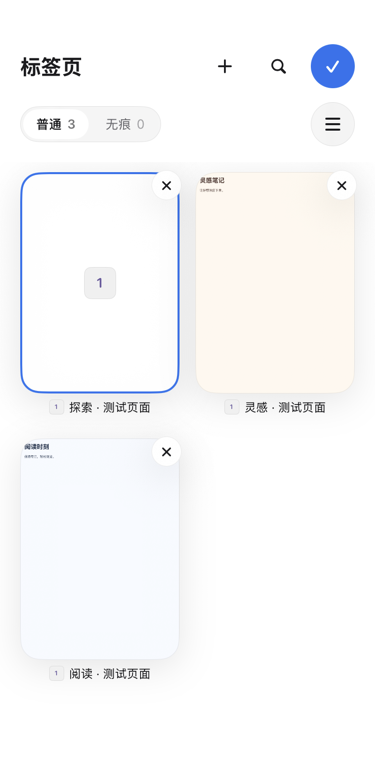 标签页
普通 3
无痕 0
灵感笔记
1
1 探索 · 测试页面
1 灵感 · 测试页面
阅读时刻
1 阅读 · 测试页面